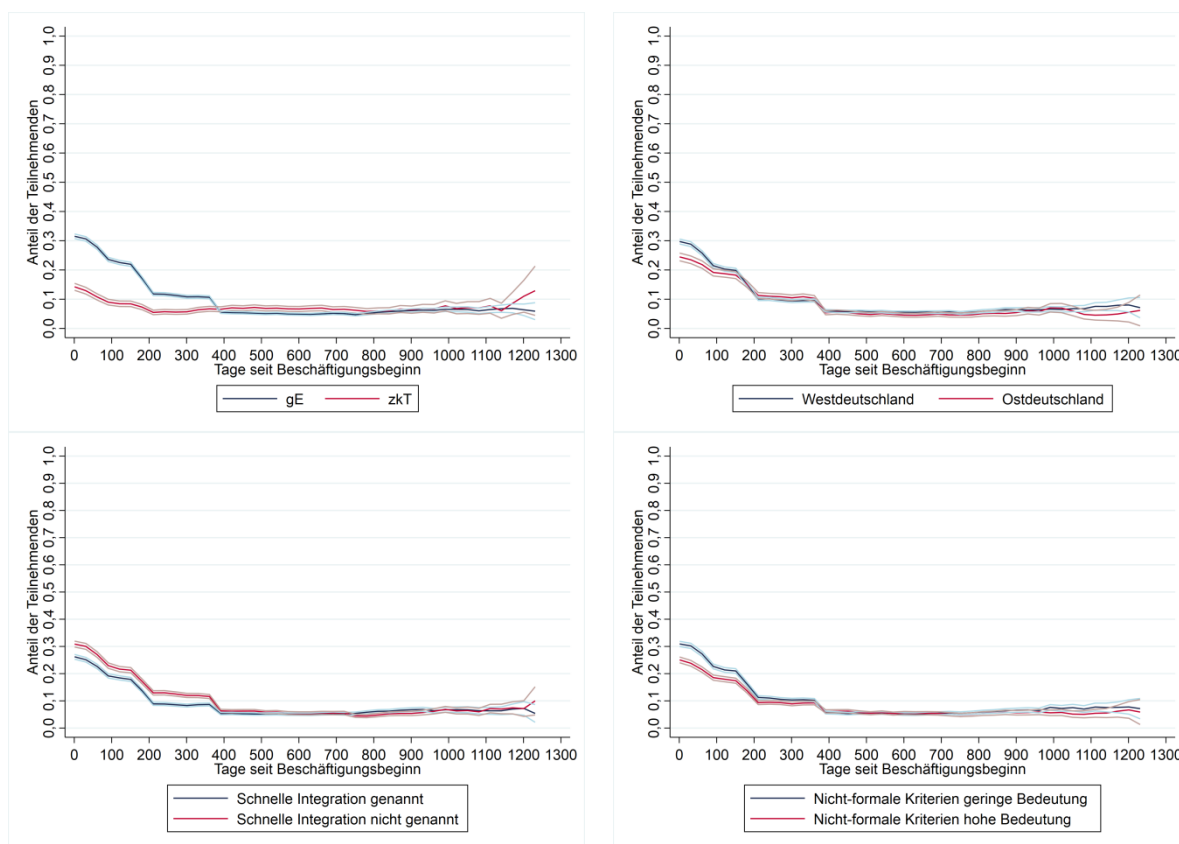 Anteil der Teilnehmenden
0,0 0,1 0,2 0,3 0,4 0,5 0,6 0,7 0,8 0,9 1,0
0 100 200 300 400 500 600 700 800 900 1000 1100 1200 1300
Tage seit Beschäftigungsbeginn
gE zkT
Anteil der Teilnehmenden
0,0 0,1 0,2 0,3 0,4 0,5 0,6 0,7 0,8 0,9 1,0
0 100 200 300 400 500 600 700 800 900 1000 1100 1200 1300
Tage seit Beschäftigungsbeginn
Westdeutschland Ostdeutschland
Anteil der Teilnehmenden
0,0 0,1 0,2 0,3 0,4 0,5 0,6 0,7 0,8 0,9 1,0
0 100 200 300 400 500 600 700 800 900 1000 1100 1200 1300
Tage seit Beschäftigungsbeginn
Schnelle Integration genannt
Schnelle Integration nicht genannt
Anteil der Teilnehmenden
0,0 0,1 0,2 0,3 0,4 0,5 0,6 0,7 0,8 0,9 1,0
0 100 200 300 400 500 600 700 800 900 1000 1100 1200 1300
Tage seit Beschäftigungsbeginn
Nicht-formale Kriterien geringe Bedeutung
Nicht-formale Kriterien hohe Bedeutung